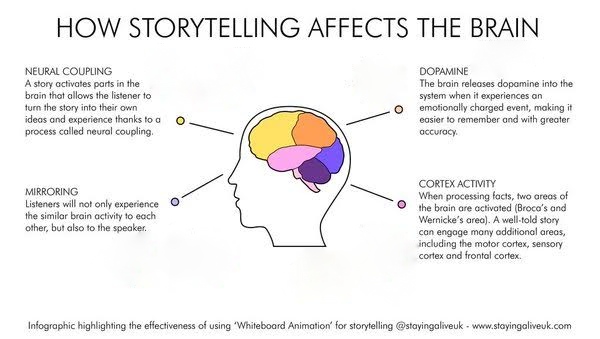 HOW STORYTELLING AFFECTS THE BRAIN
NEURAL COUPLING
A story activates parts in the
brain that allows the listener to
turn the story into their own
ideas and experience thanks to a
process called neural coupling.
MIRRORING
Listeners will not only experience
the similar brain activity to each
other, but also to the speaker.
DOPAMINE
The brain releases dopamine into the
system when it experiences an
emotionally charged event, making it
easier to remember and with greater
accuracy.
CORTEX ACTIVITY
When processing facts, two areas of
the brain are activated (Broca's and
Wernicke's area). A well-told story
can engage many additional areas,
including the motor cortex, sensory
cortex and frontal cortex.
Infographic highlighting the effectiveness of using 'Whiteboard Animation' for storytelling @stayingaliveuk - www.stayingaliveuk.com